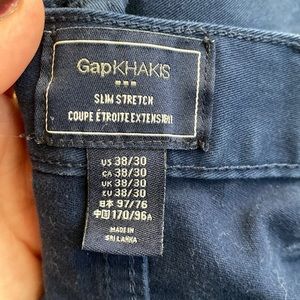 GapKHAKIS
SLIM STRETCH
COUPE ÉTROITE EXTENSIBLE
US 38/30
CA 38/30
UK 38/30
EU 38/30
日本 97/76
中国 170/96A
MADE IN
SRI LANKA